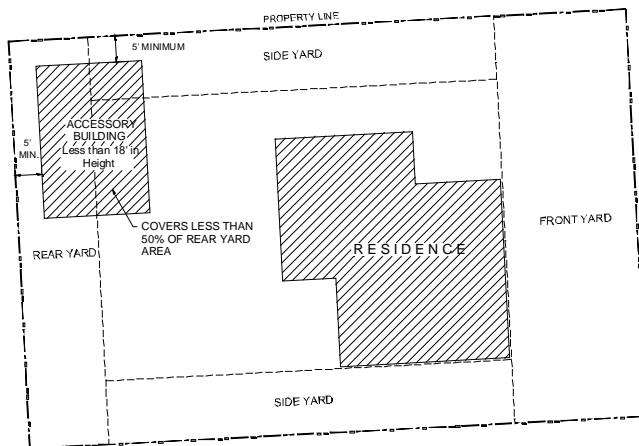 PROPERTY LINE
5' MINIMUM
SIDE YARD
ACCESSORY
BUILDING
Less than 18' in
Height
5'
MIN.
COVERS LESS THAN
50% OF REAR YARD
AREA
REAR YARD
RESIDENCE
FRONT YARD
SIDE YARD